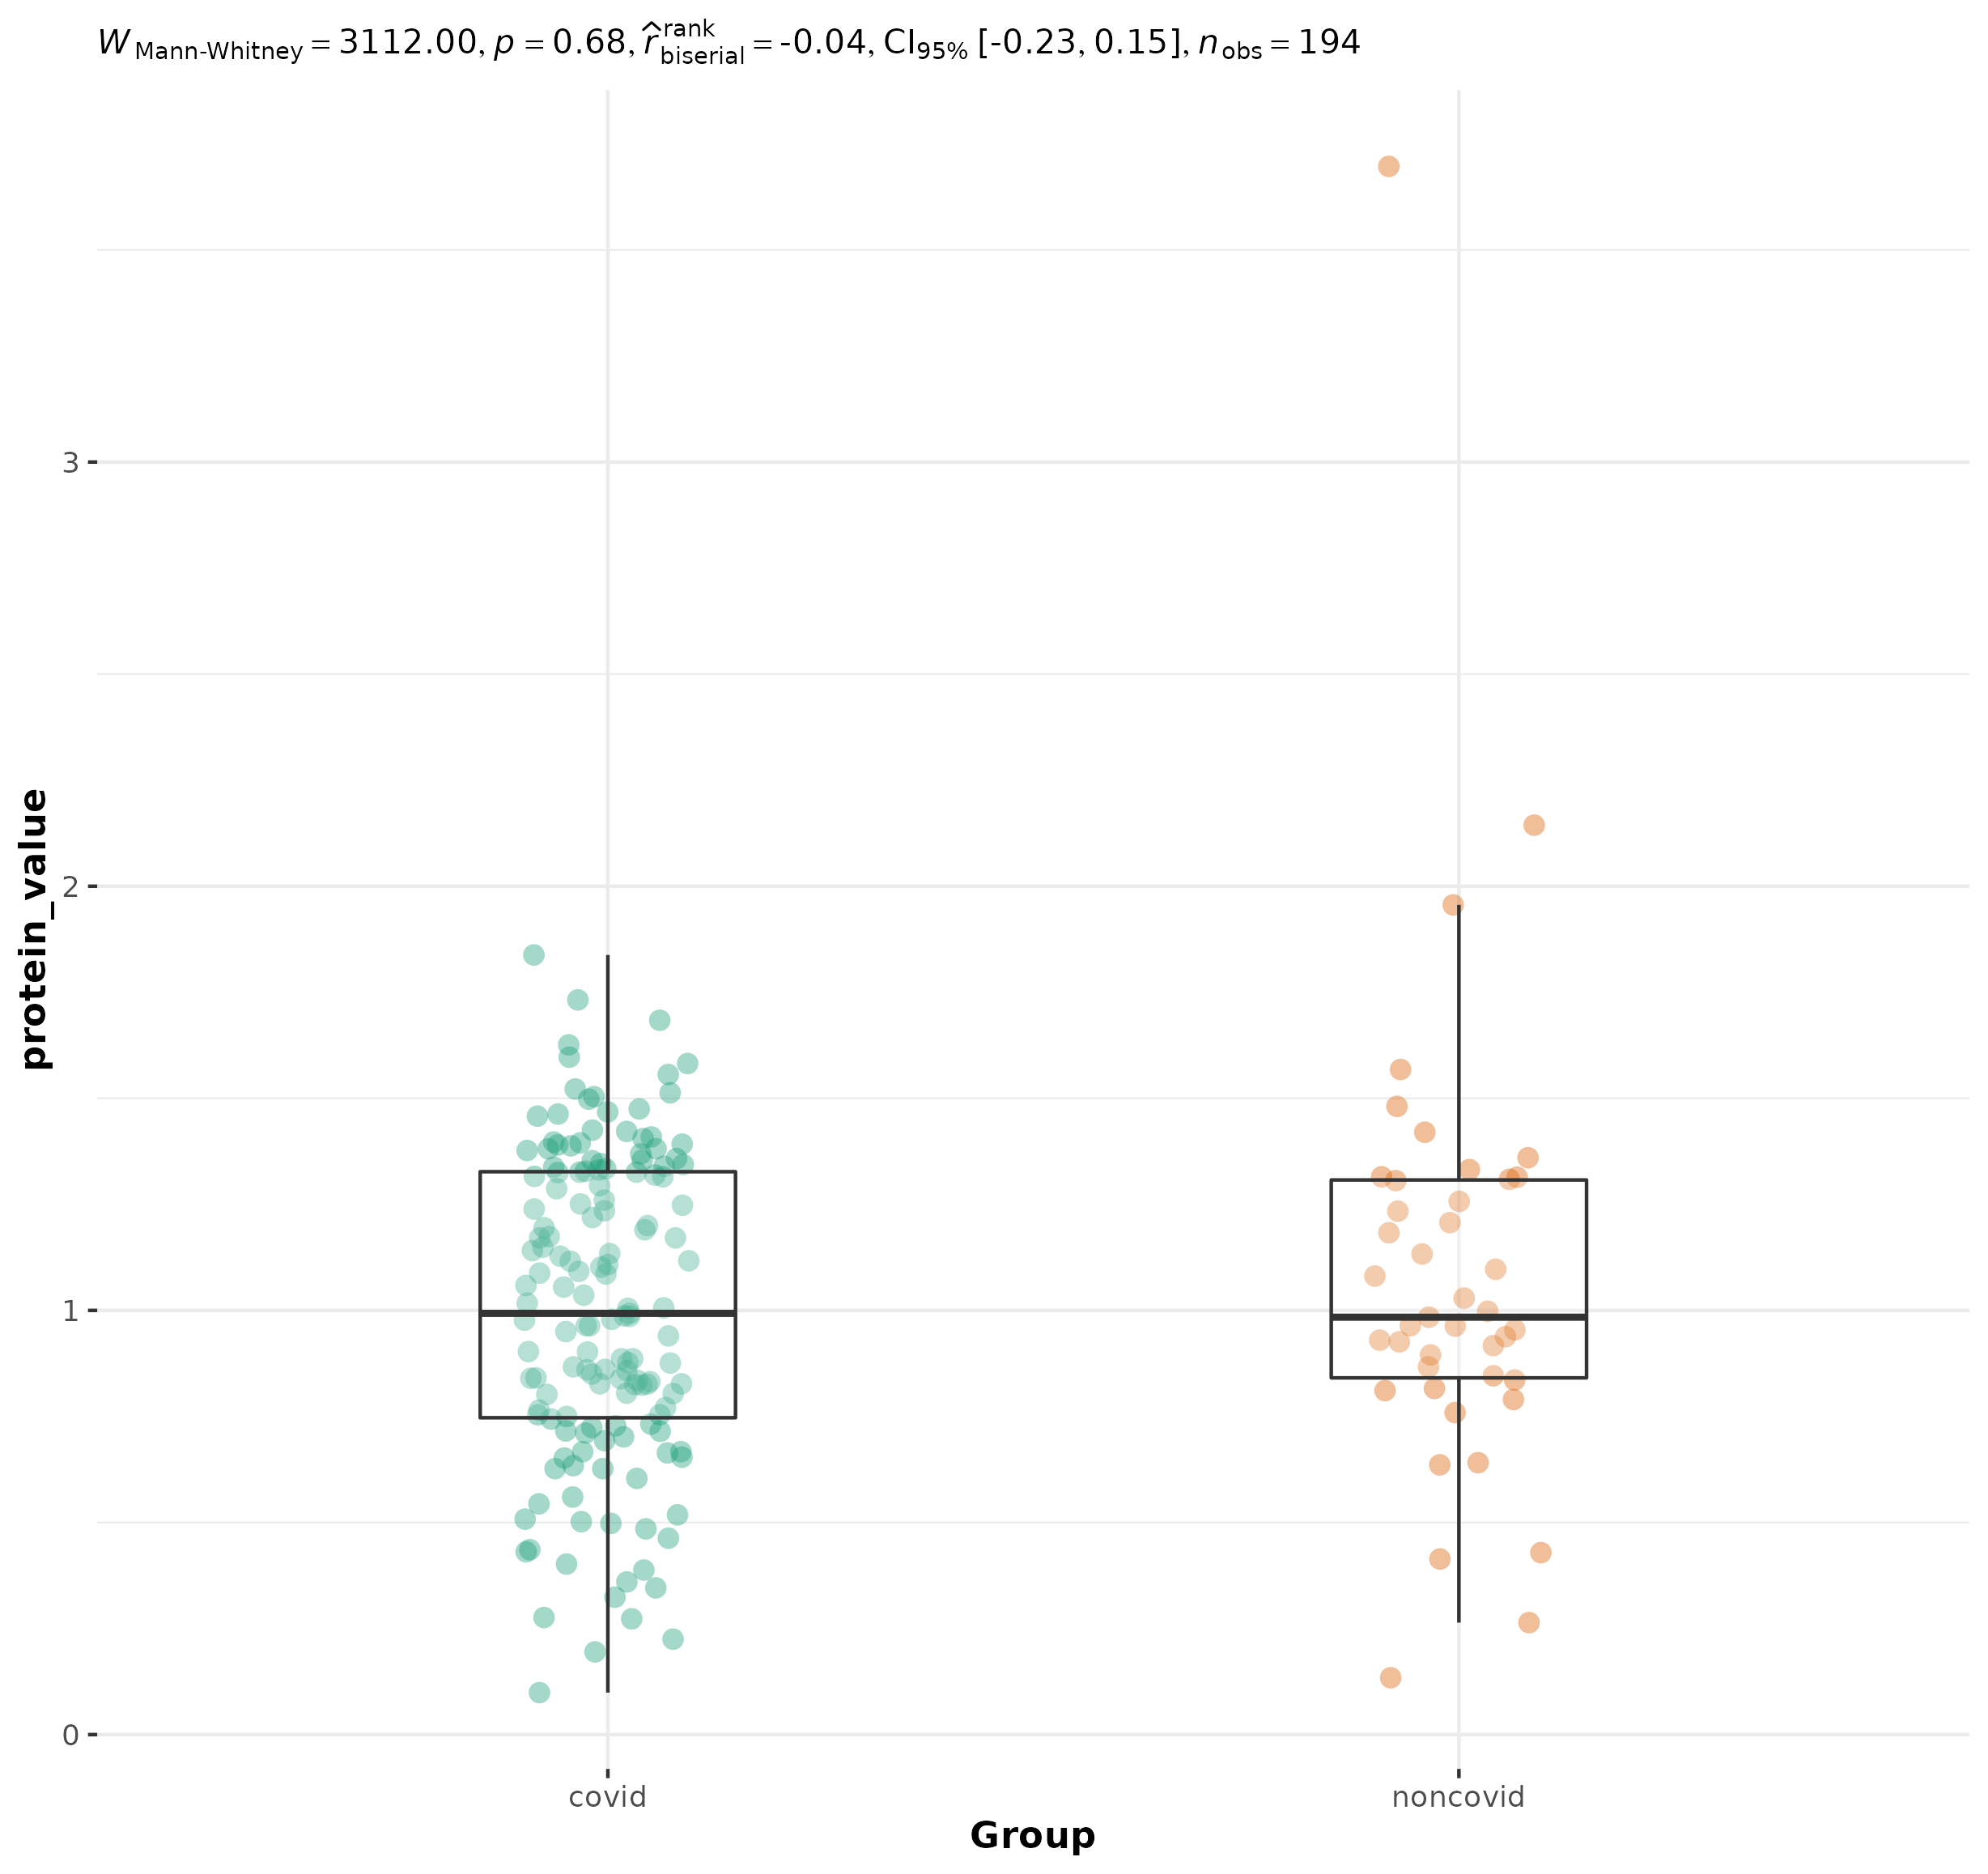 W Mann-Whitney = 3112.00, p = 0.68, r̂ rank biserial = -0.04, CI95% [-0.23, 0.15], nobs = 194
protein_value
3
2
1
0
covid noncovid
Group